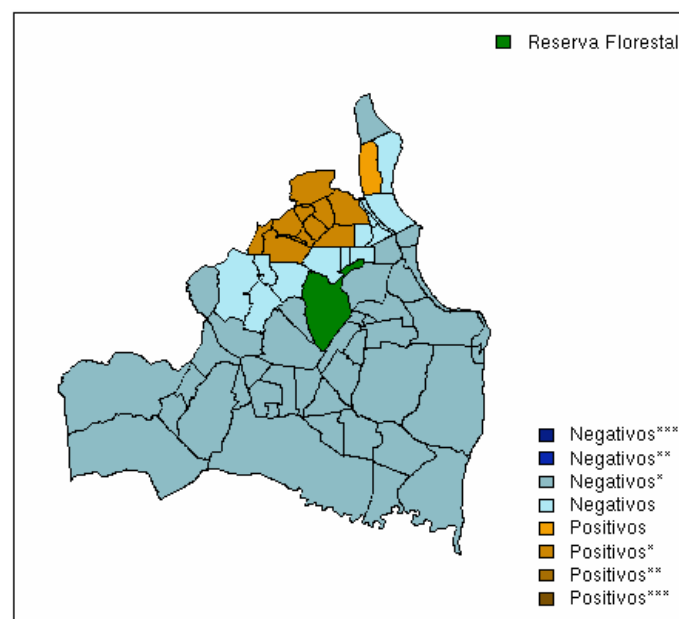 Reserva Florestal
Negativos***
Negativos**
Negativos*
Negativos
Positivos
Positivos*
Positivos**
Positivos***